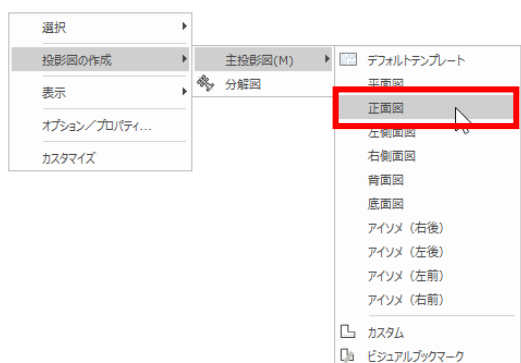 選択
投影図の作成
表示
オプション／プロパティ...
カスタマイズ
主投影図(M)
分解図
デフォルトテンプレート
平面図
正面図
左側面図
右側面図
背面図
底面図
アイソメ（右後）
アイソメ（左後）
アイソメ（左前）
アイソメ（右前）
カスタム
ビジュアルブックマーク